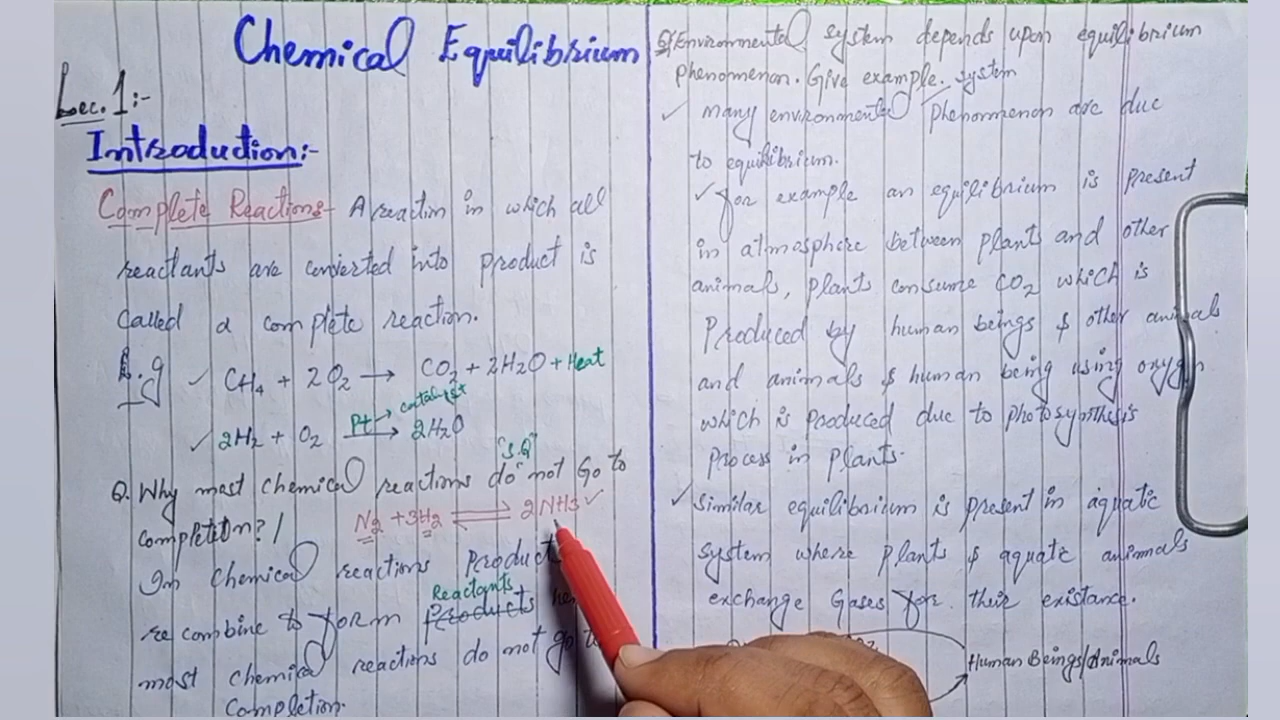 Chemical Equilibrium
Lec. 1:-
Introduction:-
Complete Reactions- A reaction in which all
reactants are converted into product is
called a complete reaction.
E.g ✓ CH4 + 2O2 → CO2 + 2H2O + Heat
Pt → catalyst
✓ 2H2 + O2 → 2H2O
"S.Q"
Q. Why most chemical reactions do not go to
completion? /
N2 + 3H2 ⇌ 2NH3 ✓
In Chemical reactions Product
Reactants
recombine to form Products
most chemical reactions do not go to
Completion.
Environmental system depends upon equilibrium
phenomenon. Give example. system
✓ Many environmental Phenormenon are due
to equilibrium.
✓ for example an equilibrium is present
in atmosphere between plants and other
animals, plants consume CO2 which is
Produced by human beings & other animals
and animals & human being using oxygen
which is produced due to photosynthesis
process in plants.
✓ Similar equilibrium is present in aquatic
system where plants & aquatic animals
exchange Gases for their existance.
Human Beings/Animals